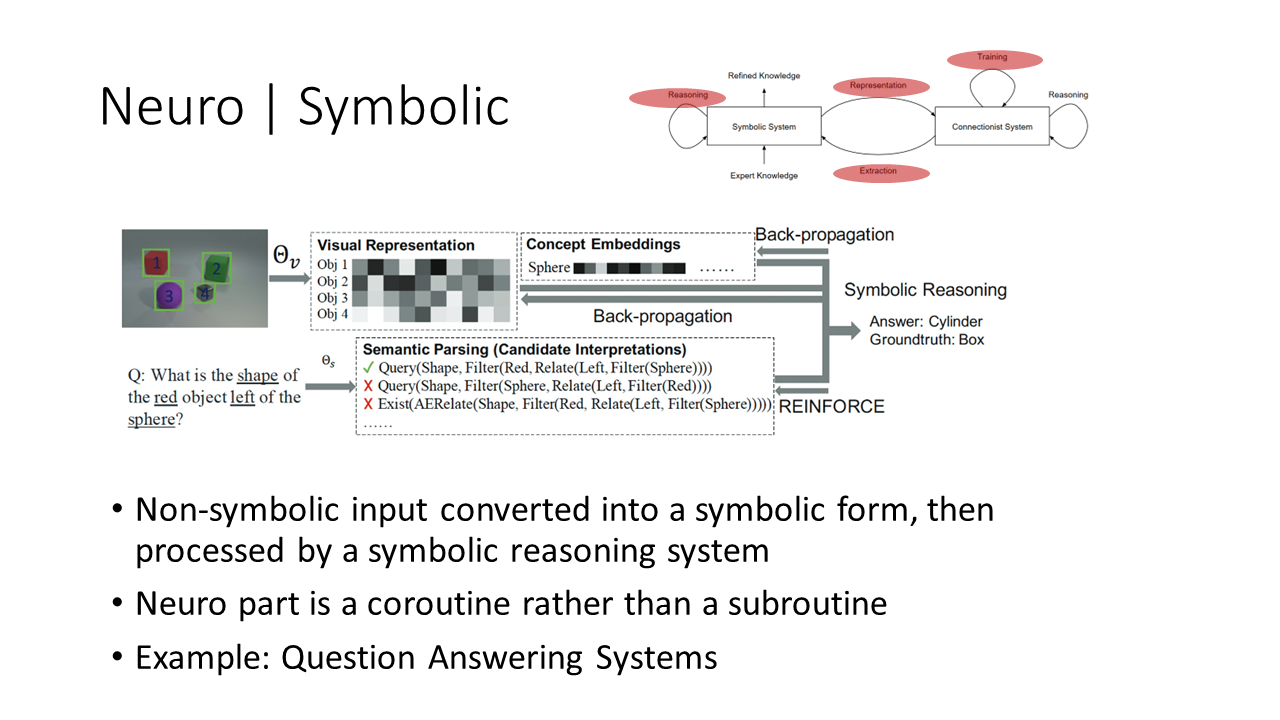 Neuro | Symbolic
Training
Refined Knowledge
Representation
Reasoning
Reasoning
Symbolic System
Connectionist System
Expert Knowledge
Extraction
1
2
3
4
Θv
Visual Representation
Obj 1
Obj 2
Obj 3
Obj 4
Concept Embeddings
Sphere ......
Back-propagation
Back-propagation
Symbolic Reasoning
Answer: Cylinder
Groundtruth: Box
Q: What is the shape of
the red object left of the
sphere?
Θs
Semantic Parsing (Candidate Interpretations)
✓ Query(Shape, Filter(Red, Relate(Left, Filter(Sphere))))
X Query(Shape, Filter(Sphere, Relate(Left, Filter(Red))))
X Exist(AERelate(Shape, Filter(Red, Relate(Left, Filter(Sphere)))))
......
REINFORCE
• Non-symbolic input converted into a symbolic form, then
processed by a symbolic reasoning system
• Neuro part is a coroutine rather than a subroutine
• Example: Question Answering Systems